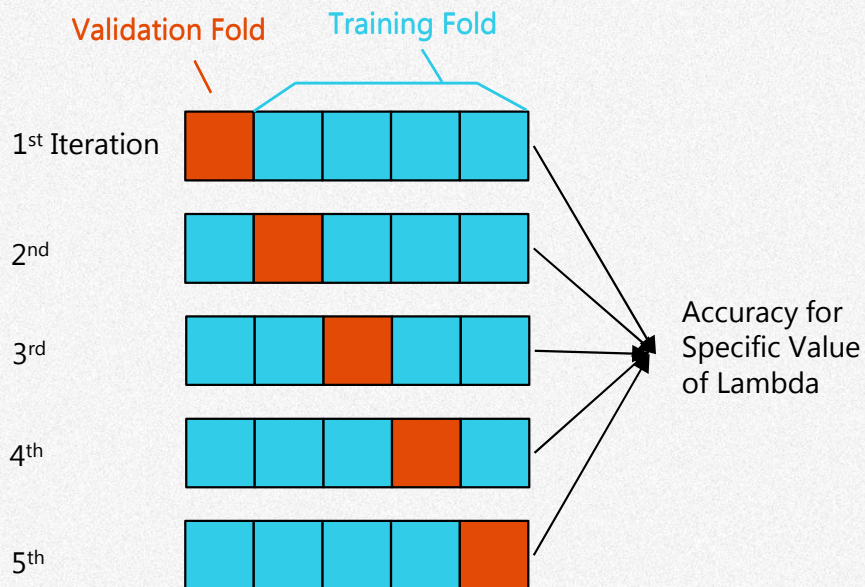 Validation Fold
Training Fold
1st Iteration
2nd
3rd
4th
5th
Accuracy for
Specific Value
of Lambda